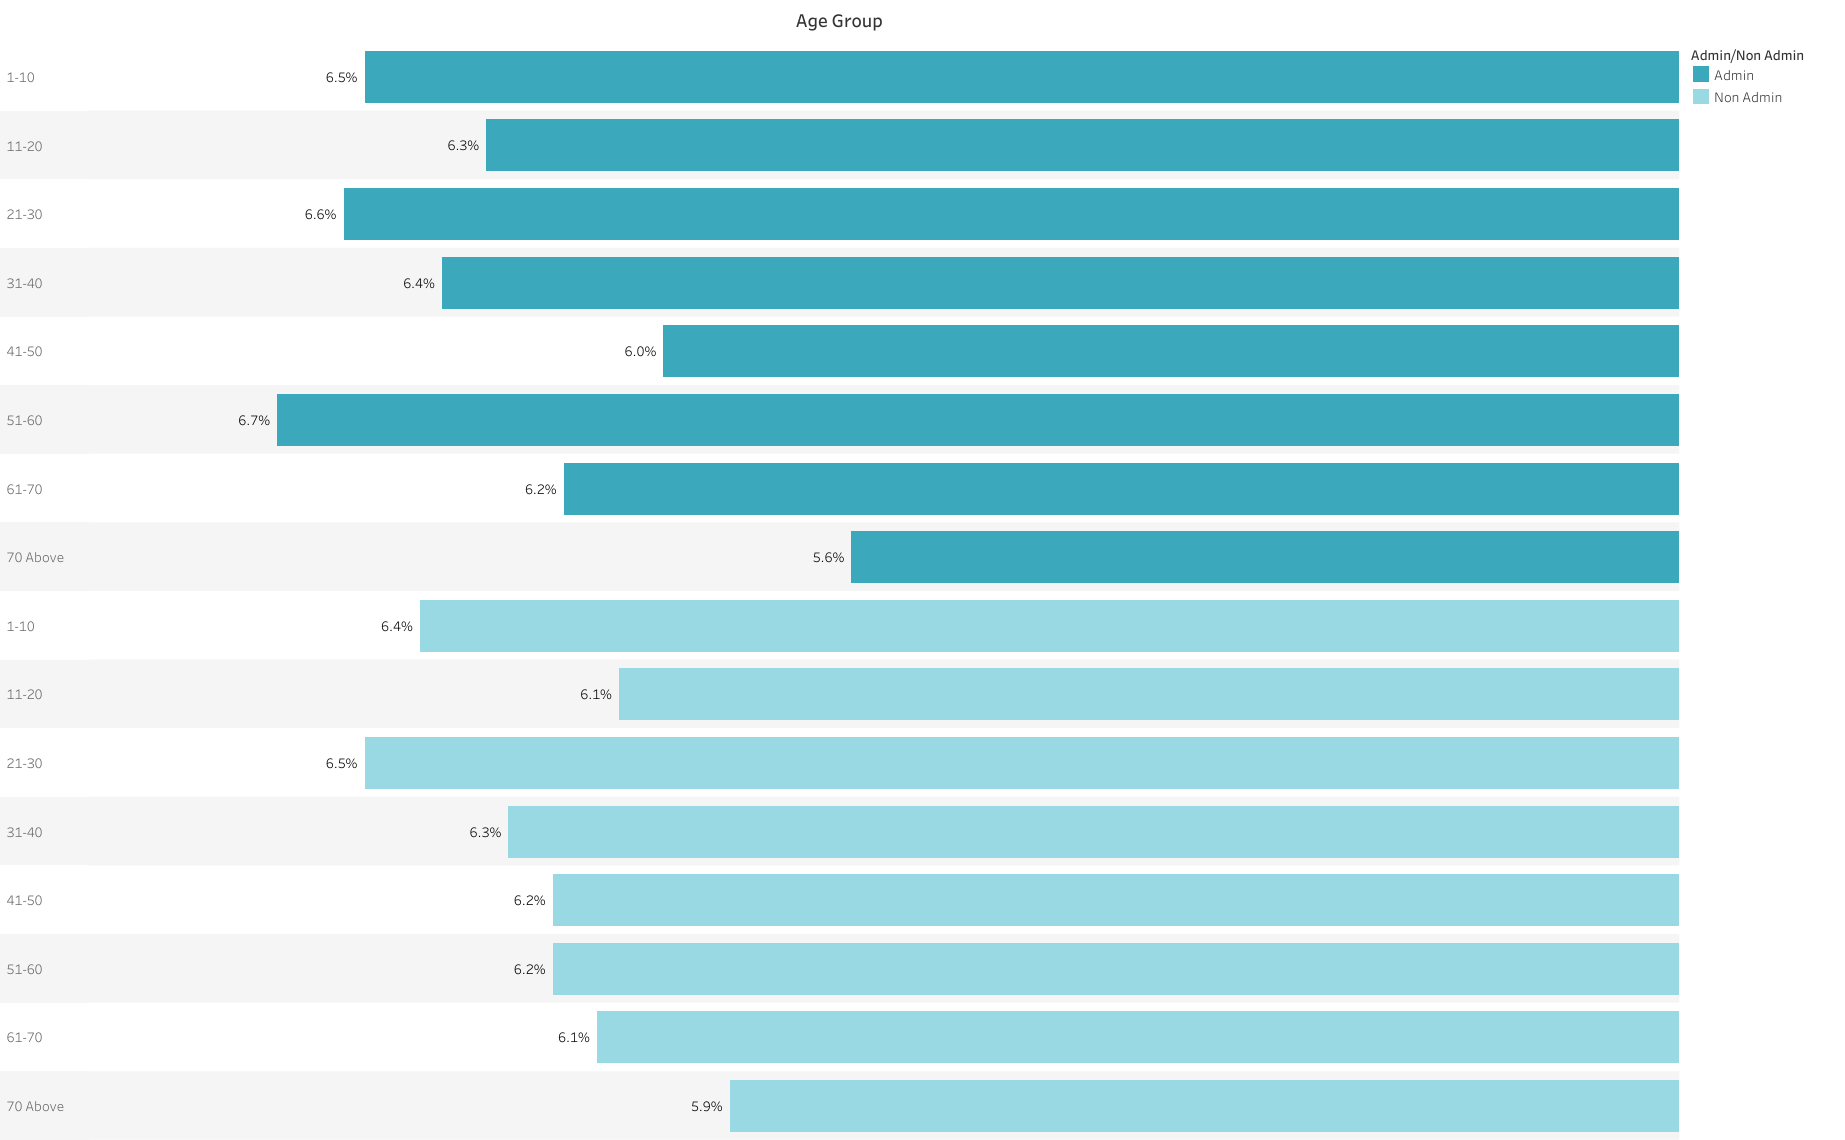 Age Group
Admin/Non Admin
Admin
Non Admin
1-10 6.5%
11-20 6.3%
21-30 6.6%
31-40 6.4%
41-50 6.0%
51-60 6.7%
61-70 6.2%
70 Above 5.6%
1-10 6.4%
11-20 6.1%
21-30 6.5%
31-40 6.3%
41-50 6.2%
51-60 6.2%
61-70 6.1%
70 Above 5.9%